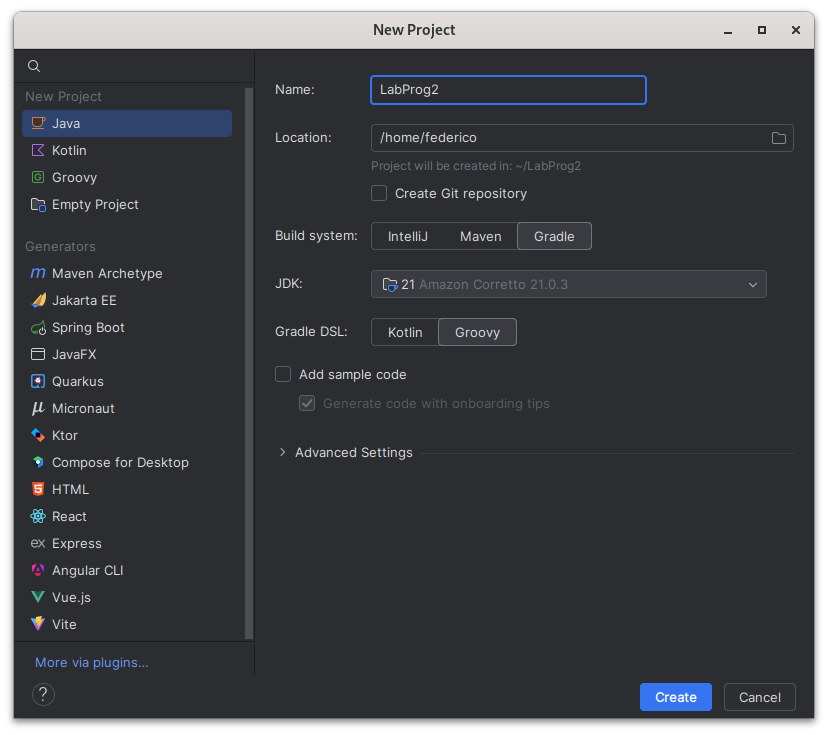 New Project
New Project
Java
Kotlin
G Groovy
Empty Project
Generators
m Maven Archetype
Jakarta EE
Spring Boot
JavaFX
Quarkus
μ Micronaut
Ktor
Compose for Desktop
5 HTML
React
ex Express
Angular CLI
Vue.js
Vite
More via plugins...
?
Name: LabProg2
Location: /home/federico
Project will be created in: ~/LabProg2
Create Git repository
Build system: IntelliJ Maven Gradle
JDK: 21 Amazon Corretto 21.0.3
Gradle DSL: Kotlin Groovy
Add sample code
Generate code with onboarding tips
Advanced Settings
Create Cancel